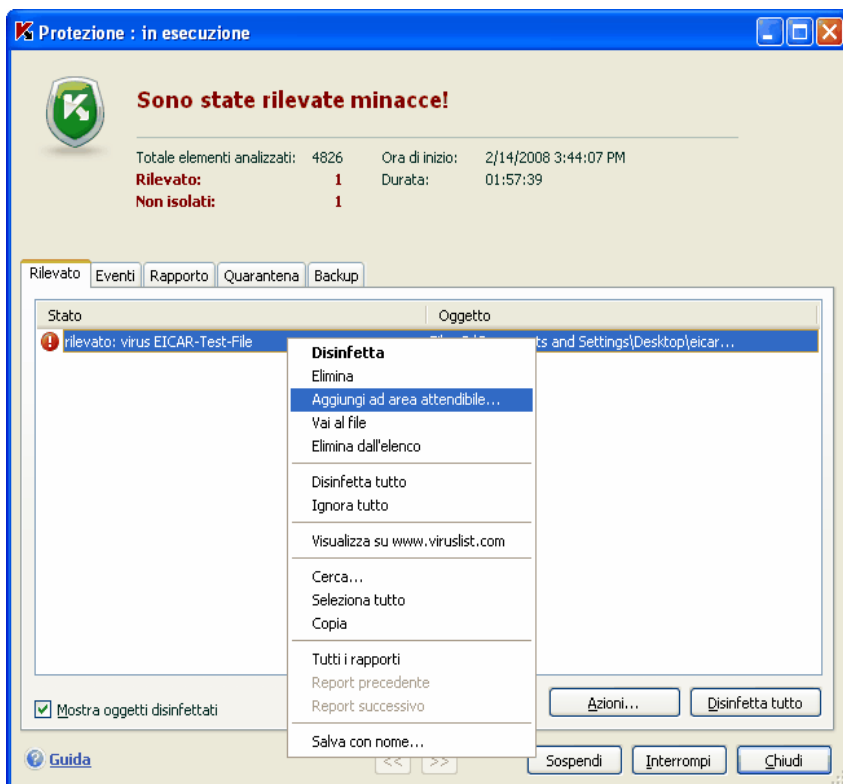 Protezione : in esecuzione
Sono state rilevate minacce!
Totale elementi analizzati: 4826 Ora di inizio: 2/14/2008 3:44:07 PM
Rilevato: 1 Durata: 01:57:39
Non isolati: 1
Rilevato Eventi Rapporto Quarantena Backup
Stato Oggetto
rilevato: virus EICAR-Test-File ts and Settings\Desktop\eicar...
Disinfetta
Elimina
Aggiungi ad area attendibile...
Vai al file
Elimina dall'elenco
Disinfetta tutto
Ignora tutto
Visualizza su www.viruslist.com
Cerca...
Seleziona tutto
Copia
Tutti i rapporti
Report precedente
Report successivo
Salva con nome...
Mostra oggetti disinfettati Azioni... Disinfetta tutto
Guida << >> Sospendi Interrompi Chiudi